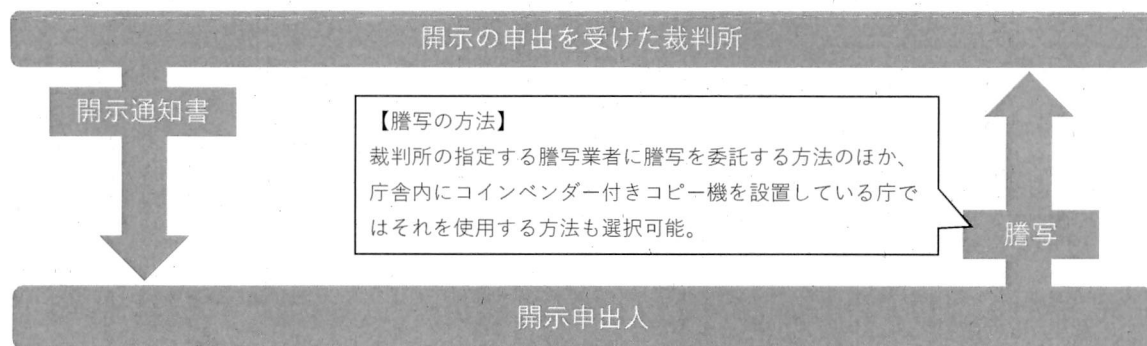 開示の申出を受けた裁判所
開示通知書
【謄写の方法】
裁判所の指定する謄写業者に謄写を委託する方法のほか、
庁舎内にコインベンダー付きコピー機を設置している庁で
はそれを使用する方法も選択可能。
謄写
開示申出人